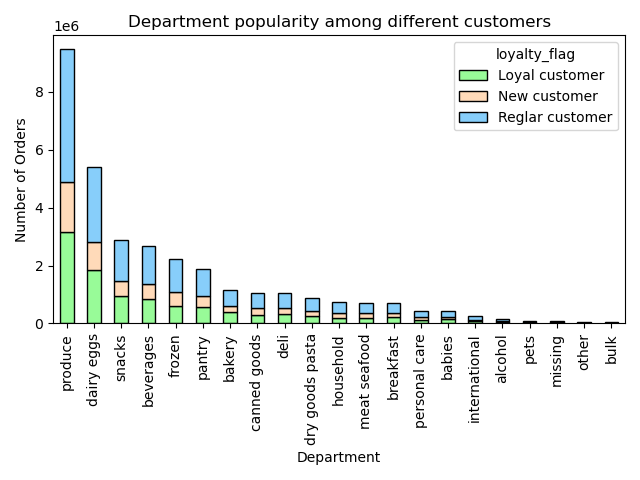 Department popularity among different customers
1e6
loyalty_flag
Loyal customer
New customer
Reglar customer
Number of Orders
8
6
4
2
0
produce
dairy eggs
snacks
beverages
frozen
pantry
bakery
canned goods
deli
dry goods pasta
household
meat seafood
breakfast
personal care
babies
international
alcohol
pets
missing
other
bulk
Department